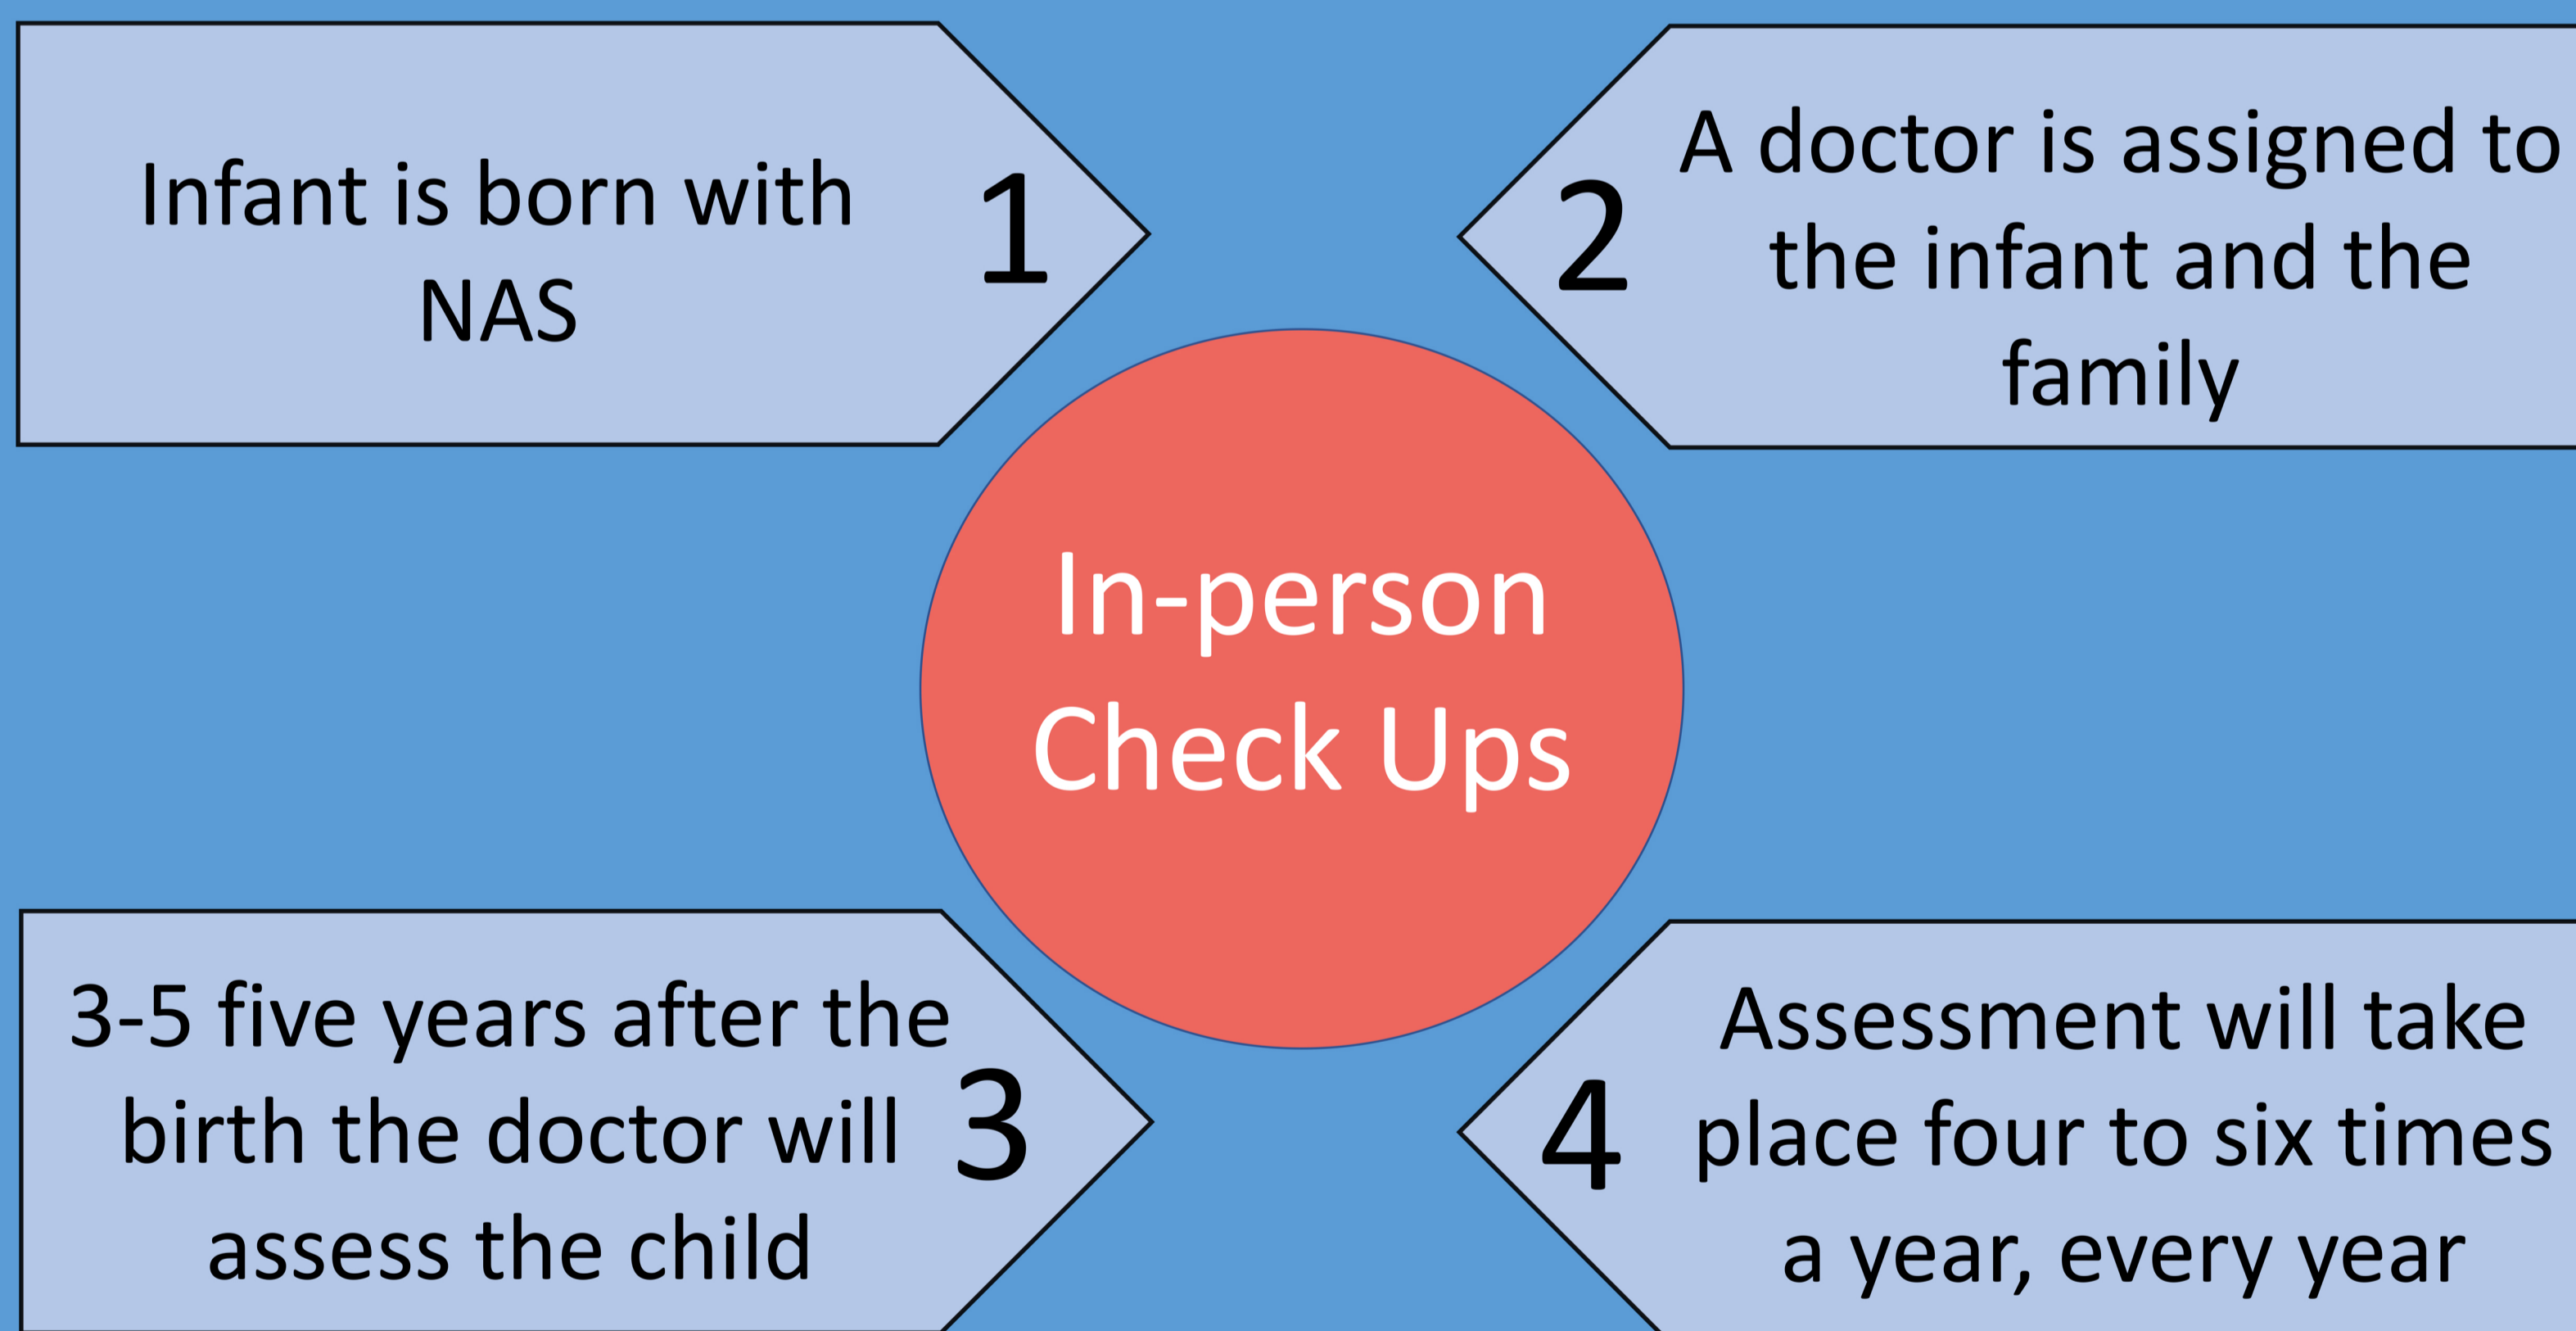 Infant is born with
NAS
1
2
A doctor is assigned to
the infant and the
family
In-person
Check Ups
3-5 five years after the
birth the doctor will
assess the child
3
4
Assessment will take
place four to six times
a year, every year